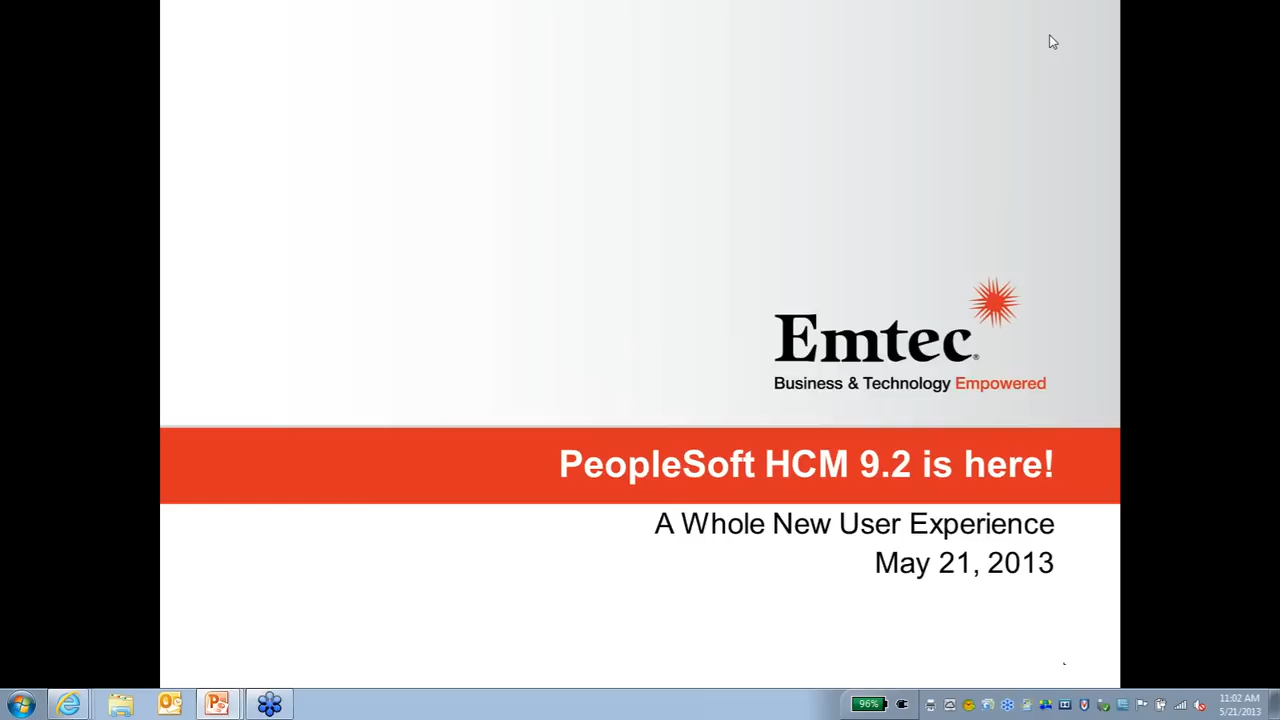 Emtec®
Business & Technology Empowered
PeopleSoft HCM 9.2 is here!
A Whole New User Experience
May 21, 2013
96%
11:02 AM
5/21/2013